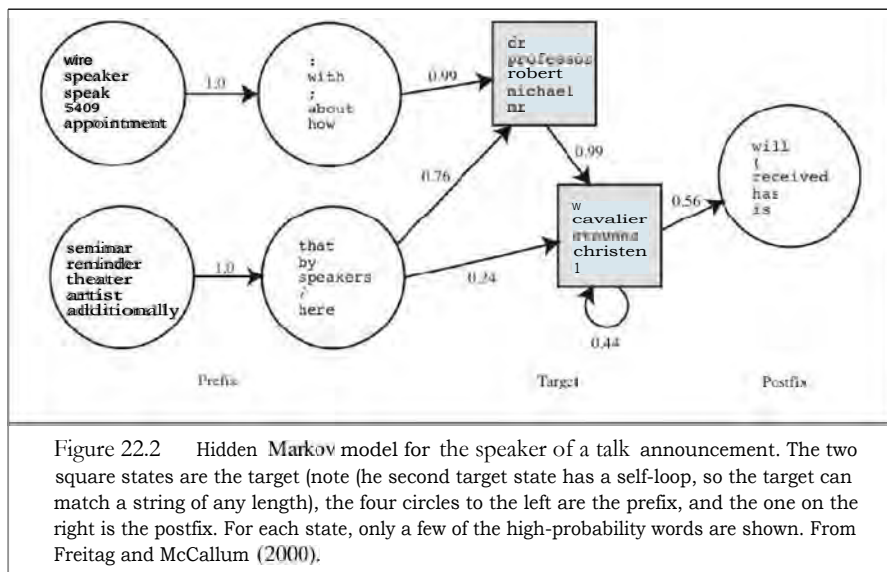 wire
speaker
speak
5409
appointment
1.0
:
with
;
about
how
0.99
dr
professor
robert
michael
mr
0.99
0.76
seminar
reminder
theater
artist
additionally
1.0
that
by
speakers
/
here
0.24
w
cavalier
christen
l
0.44
0.56
will
(
received
has
is
Prefix
Target
Postfix
Figure 22.2 Hidden Markov model for the speaker of a talk announcement. The two
square states are the target (note (he second target state has a self-loop, so the target can
match a string of any length), the four circles to the left are the prefix, and the one on the
right is the postfix. For each state, only a few of the high-probability words are shown. From
Freitag and McCallum (2000).